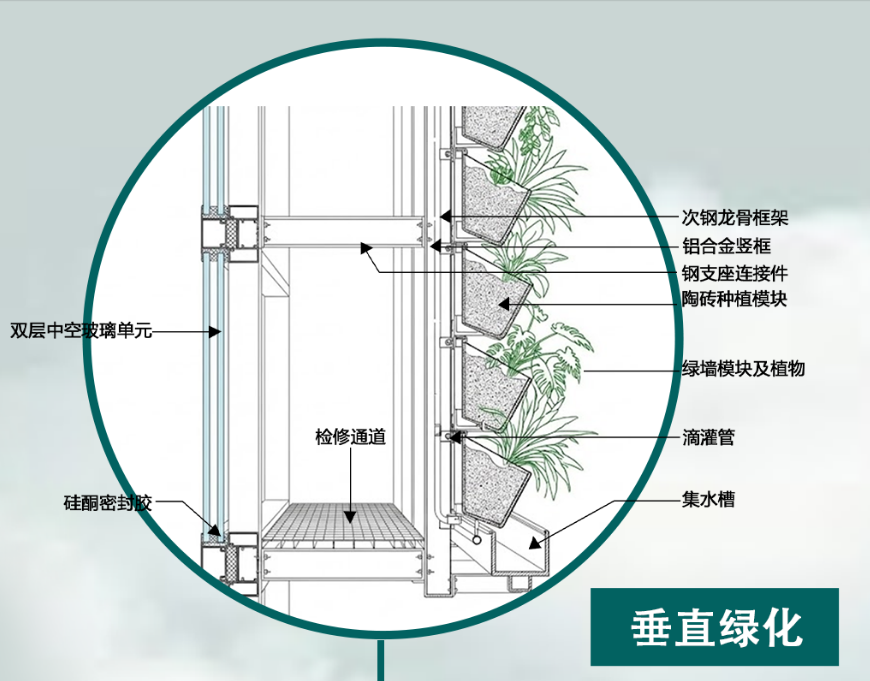 次钢龙骨框架
铝合金竖框
钢支座连接件
陶砖种植模块
双层中空玻璃单元
绿墙模块及植物
检修通道
滴灌管
硅酮密封胶
集水槽
垂直绿化